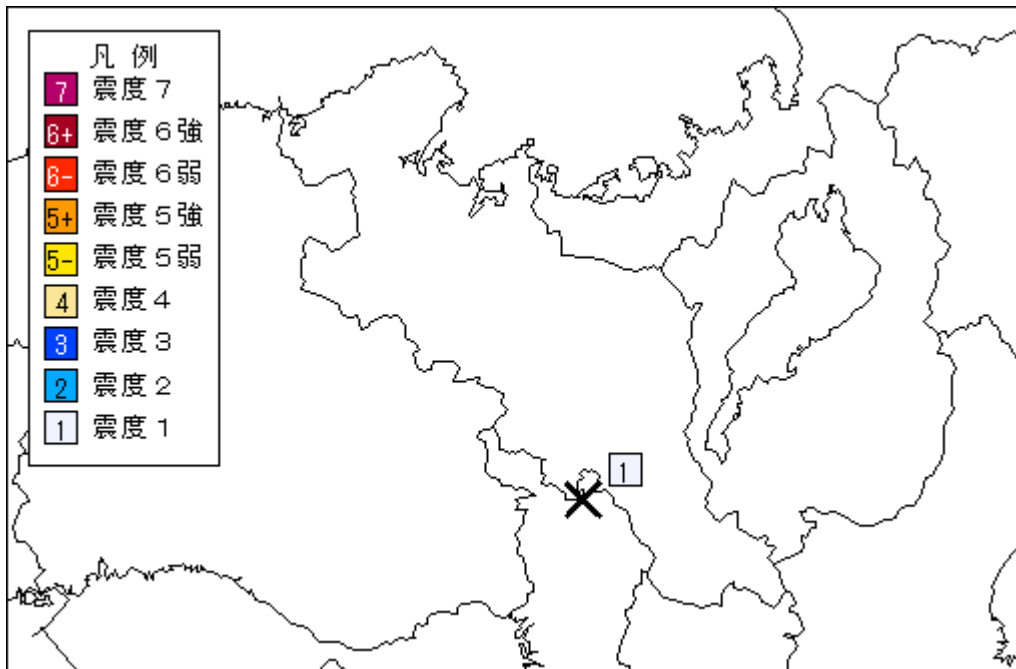 凡 例
7 震度７
6+ 震度６強
6- 震度６弱
5+ 震度５強
5- 震度５弱
4 震度４
3 震度３
2 震度２
1 震度１
1